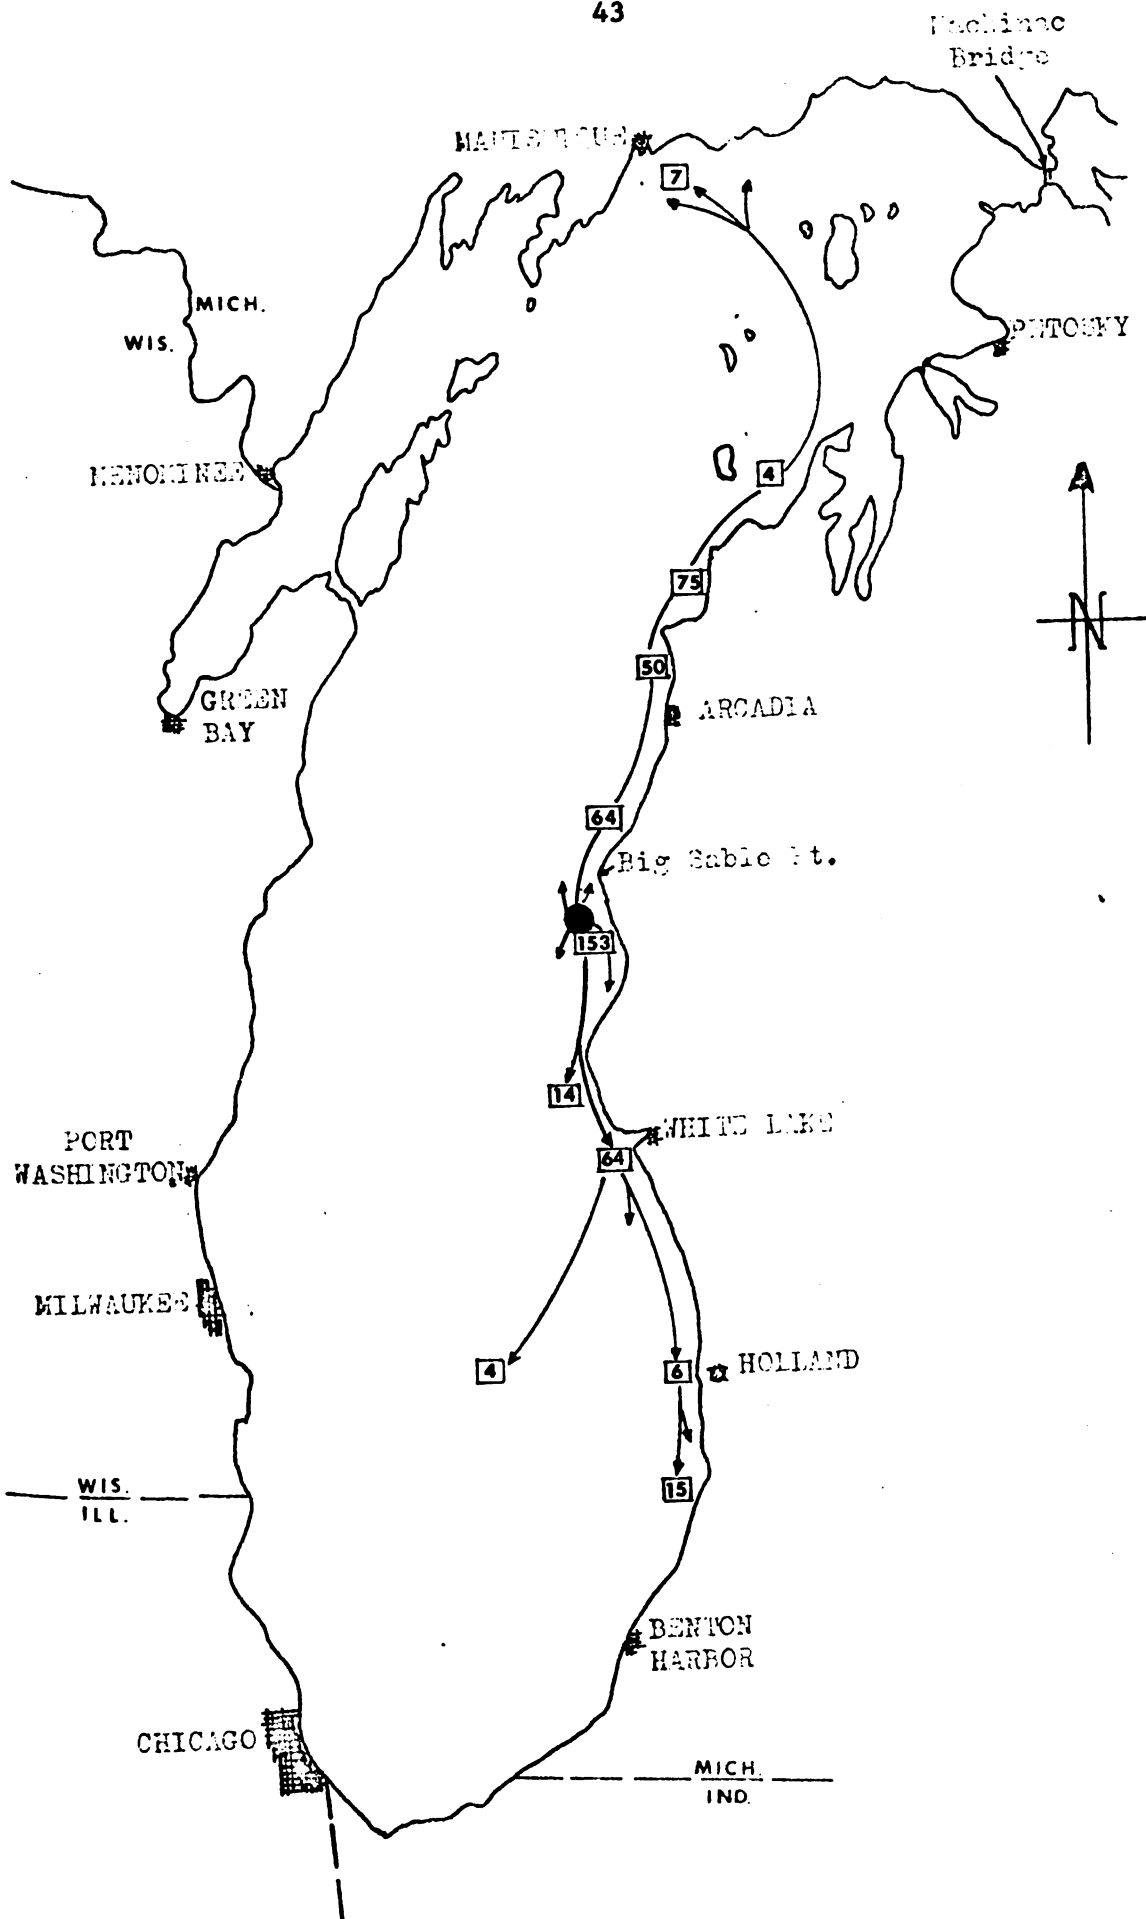 43
Bridge
7
MICH.
WIS.
PETOSKY
MENOMINEE
4
75
50
GREEN
BAY
ARCADIA
N
64
Big Sable Pt.
153
14
WHITE LAKE
PORT
WASHINGTON
64
MILWAUKEE
4
6
HOLLAND
WIS.
ILL.
15
BENTON
HARBOR
CHICAGO
MICH.
IND.